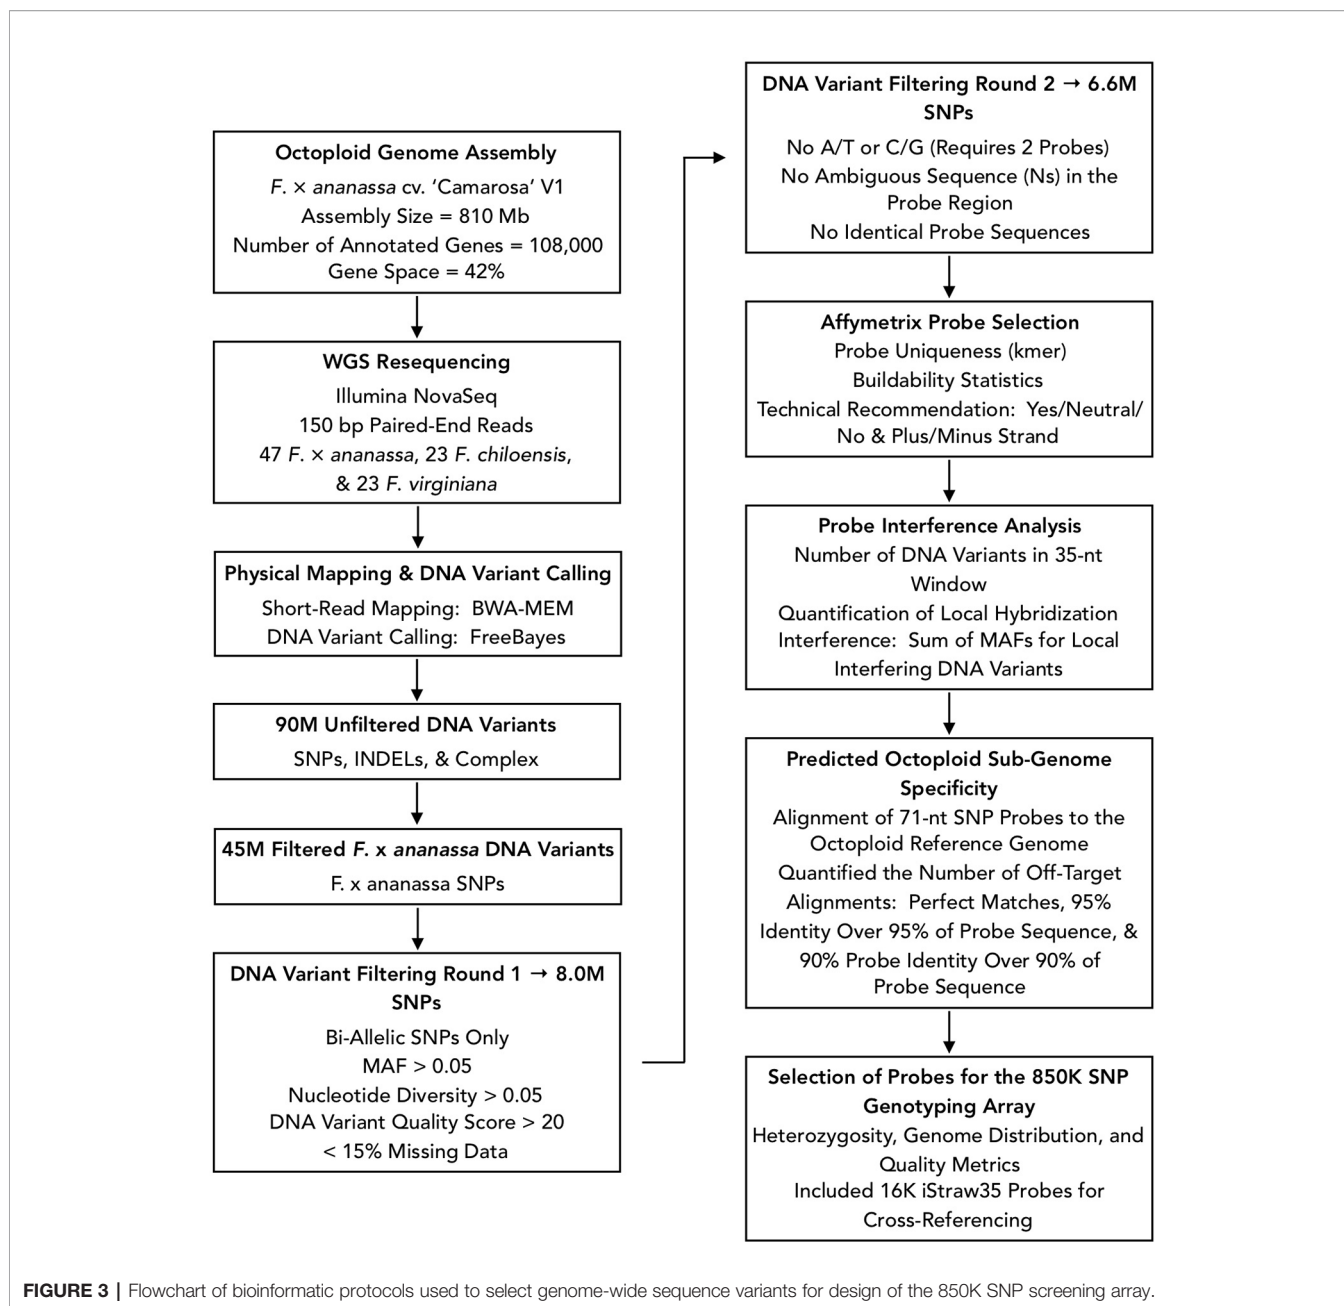 Octoploid Genome Assembly
F. × ananassa cv. ‘Camarosa’ V1
Assembly Size = 810 Mb
Number of Annotated Genes = 108,000
Gene Space = 42%
WGS Resequencing
Illumina NovaSeq
150 bp Paired-End Reads
47 F. × ananassa, 23 F. chiloensis,
& 23 F. virginiana
Physical Mapping & DNA Variant Calling
Short-Read Mapping: BWA-MEM
DNA Variant Calling: FreeBayes
90M Unfiltered DNA Variants
SNPs, INDELs, & Complex
45M Filtered F. x ananassa DNA Variants
F. x ananassa SNPs
DNA Variant Filtering Round 1 → 8.0M
SNPs
Bi-Allelic SNPs Only
MAF > 0.05
Nucleotide Diversity > 0.05
DNA Variant Quality Score > 20
< 15% Missing Data
DNA Variant Filtering Round 2 → 6.6M
SNPs
No A/T or C/G (Requires 2 Probes)
No Ambiguous Sequence (Ns) in the
Probe Region
No Identical Probe Sequences
Affymetrix Probe Selection
Probe Uniqueness (kmer)
Buildability Statistics
Technical Recommendation: Yes/Neutral/
No & Plus/Minus Strand
Probe Interference Analysis
Number of DNA Variants in 35-nt
Window
Quantification of Local Hybridization
Interference: Sum of MAFs for Local
Interfering DNA Variants
Predicted Octoploid Sub-Genome
Specificity
Alignment of 71-nt SNP Probes to the
Octoploid Reference Genome
Quantified the Number of Off-Target
Alignments: Perfect Matches, 95%
Identity Over 95% of Probe Sequence, &
90% Probe Identity Over 90% of
Probe Sequence
Selection of Probes for the 850K SNP
Genotyping Array
Heterozygosity, Genome Distribution, and
Quality Metrics
Included 16K iStraw35 Probes for
Cross-Referencing
FIGURE 3 | Flowchart of bioinformatic protocols used to select genome-wide sequence variants for design of the 850K SNP screening array.